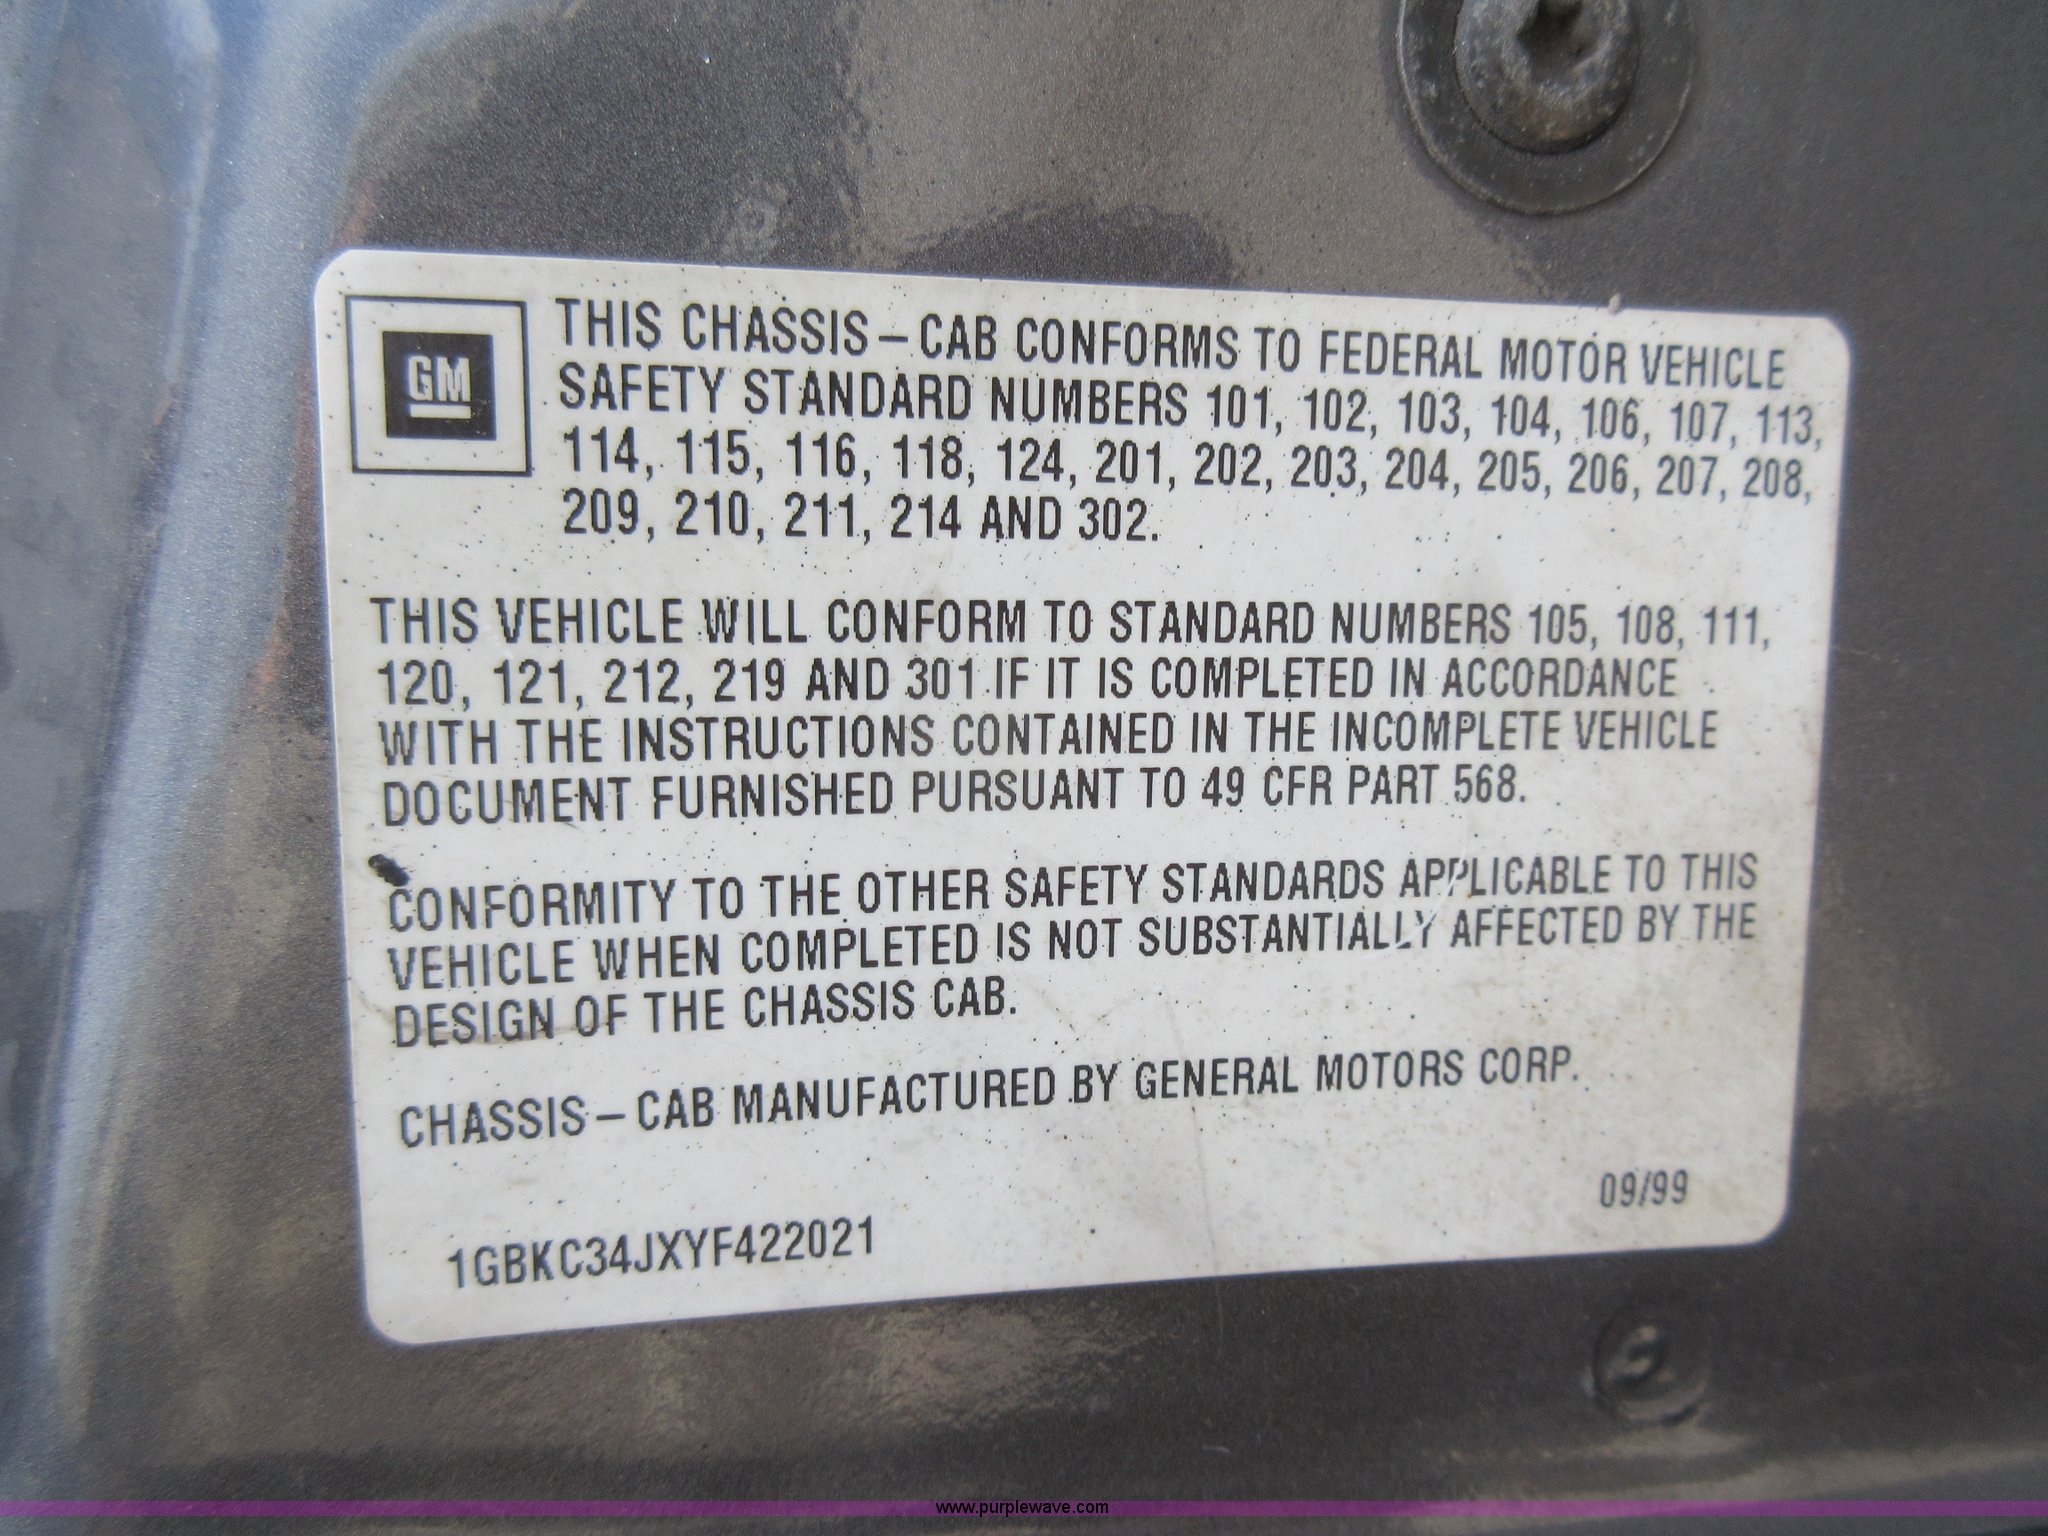 GM
THIS CHASSIS – CAB CONFORMS TO FEDERAL MOTOR VEHICLE
SAFETY STANDARD NUMBERS 101, 102, 103, 104, 106, 107, 113,
114, 115, 116, 118, 124, 201, 202, 203, 204, 205, 206, 207, 208,
209, 210, 211, 214 AND 302.
THIS VEHICLE WILL CONFORM TO STANDARD NUMBERS 105, 108, 111,
120, 121, 212, 219 AND 301 IF IT IS COMPLETED IN ACCORDANCE
WITH THE INSTRUCTIONS CONTAINED IN THE INCOMPLETE VEHICLE
DOCUMENT FURNISHED PURSUANT TO 49 CFR PART 568.
CONFORMITY TO THE OTHER SAFETY STANDARDS APPLICABLE TO THIS
VEHICLE WHEN COMPLETED IS NOT SUBSTANTIALLY AFFECTED BY THE
DESIGN OF THE CHASSIS CAB.
CHASSIS – CAB MANUFACTURED BY GENERAL MOTORS CORP.
09/99
1GBKC34JXYF422021
www.purplewave.com